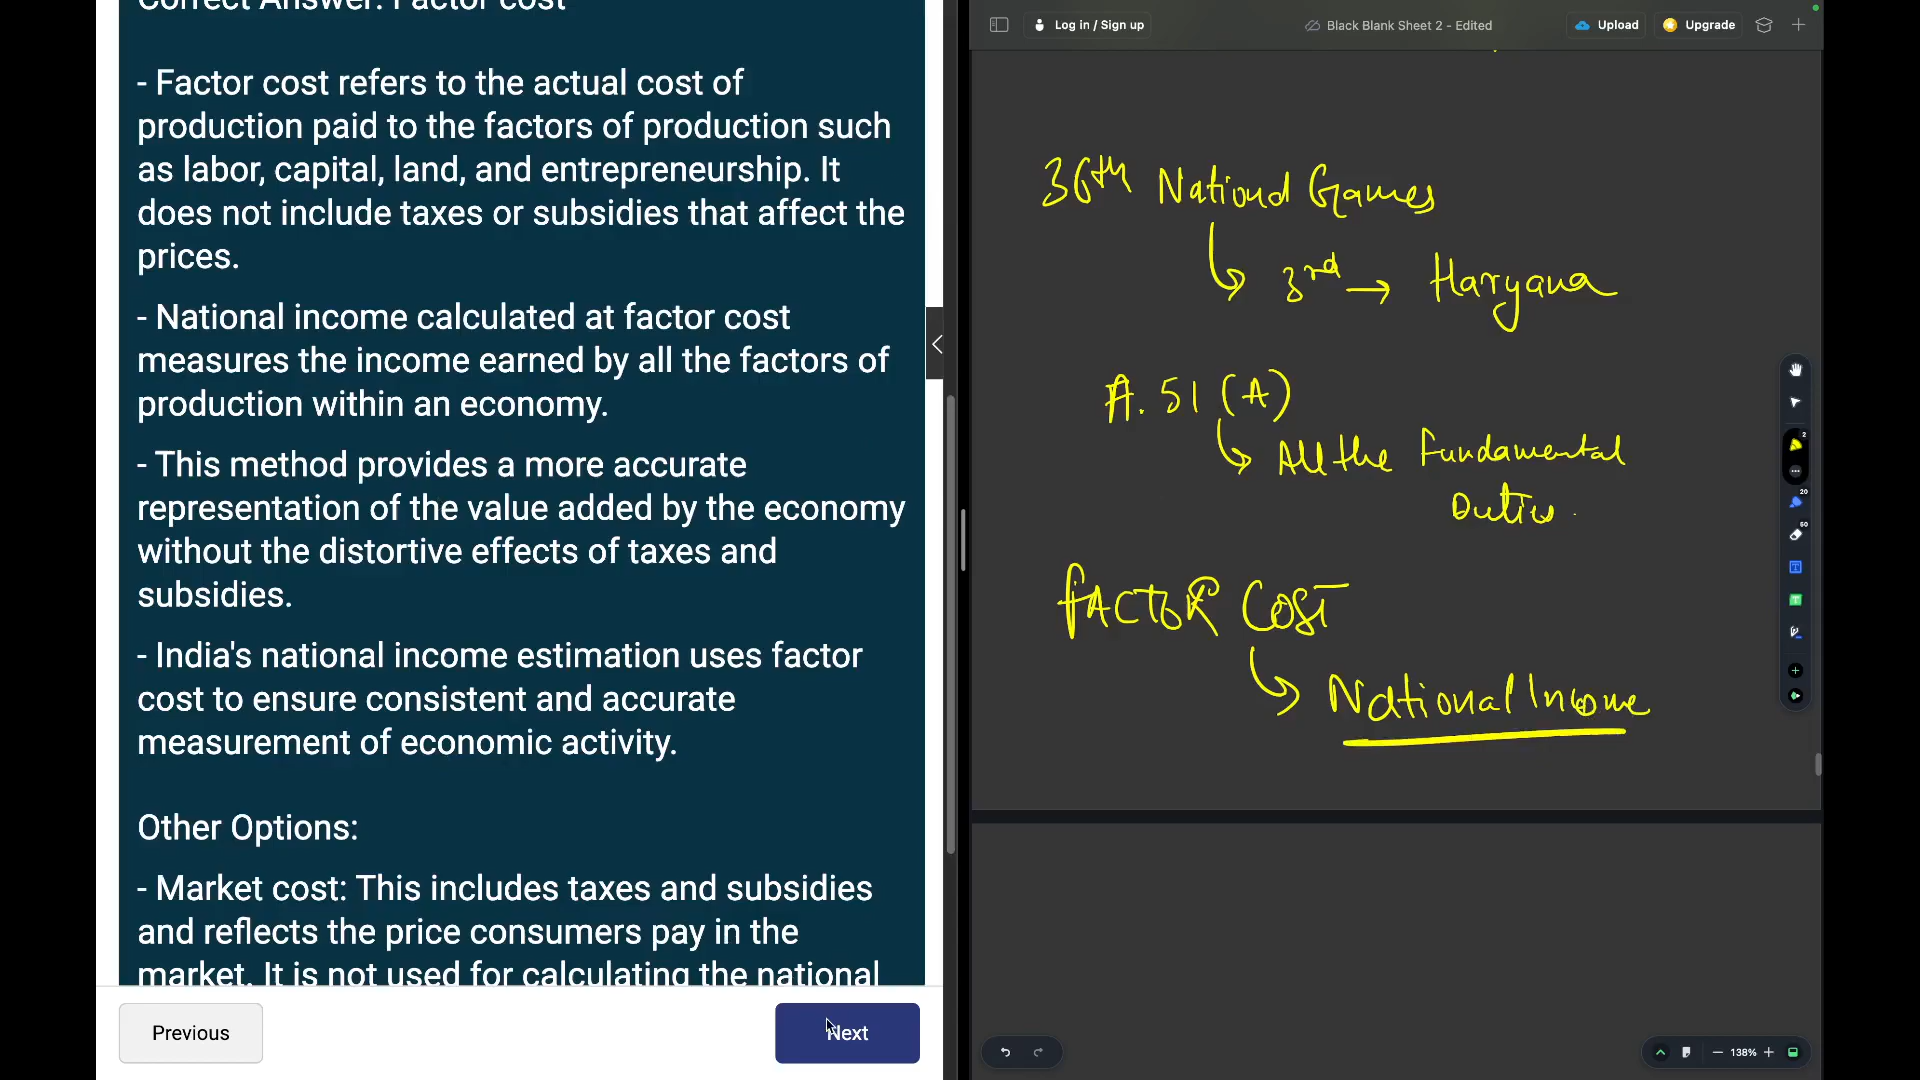 Correct Answer: Factor cost
- Factor cost refers to the actual cost of
production paid to the factors of production such
as labor, capital, land, and entrepreneurship. It
does not include taxes or subsidies that affect the
prices.
- National income calculated at factor cost
measures the income earned by all the factors of
production within an economy.
- This method provides a more accurate
representation of the value added by the economy
without the distortive effects of taxes and
subsidies.
- India's national income estimation uses factor
cost to ensure consistent and accurate
measurement of economic activity.
Other Options:
- Market cost: This includes taxes and subsidies
and reflects the price consumers pay in the
market. It is not used for calculating the national
Previous
Next
Log in / Sign up
Black Blank Sheet 2 - Edited
Upload
Upgrade
36th National Games
3rd → Haryana
A. 51 (A)
All the Fundamental
Duties.
FACTOR COST
National Income
2
20
50
138%